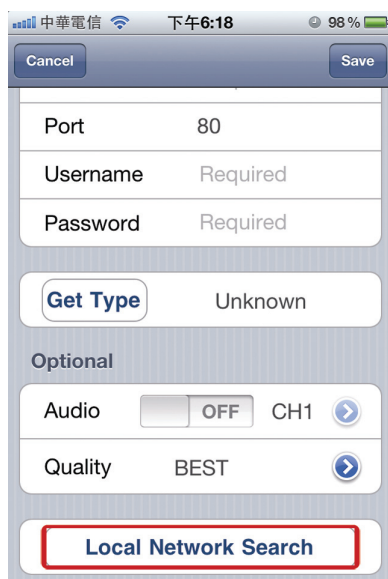 中華電信 下午6:18 98%
Cancel Save
Port 80
Username Required
Password Required
Get Type Unknown
Optional
Audio OFF CH1
Quality BEST
Local Network Search